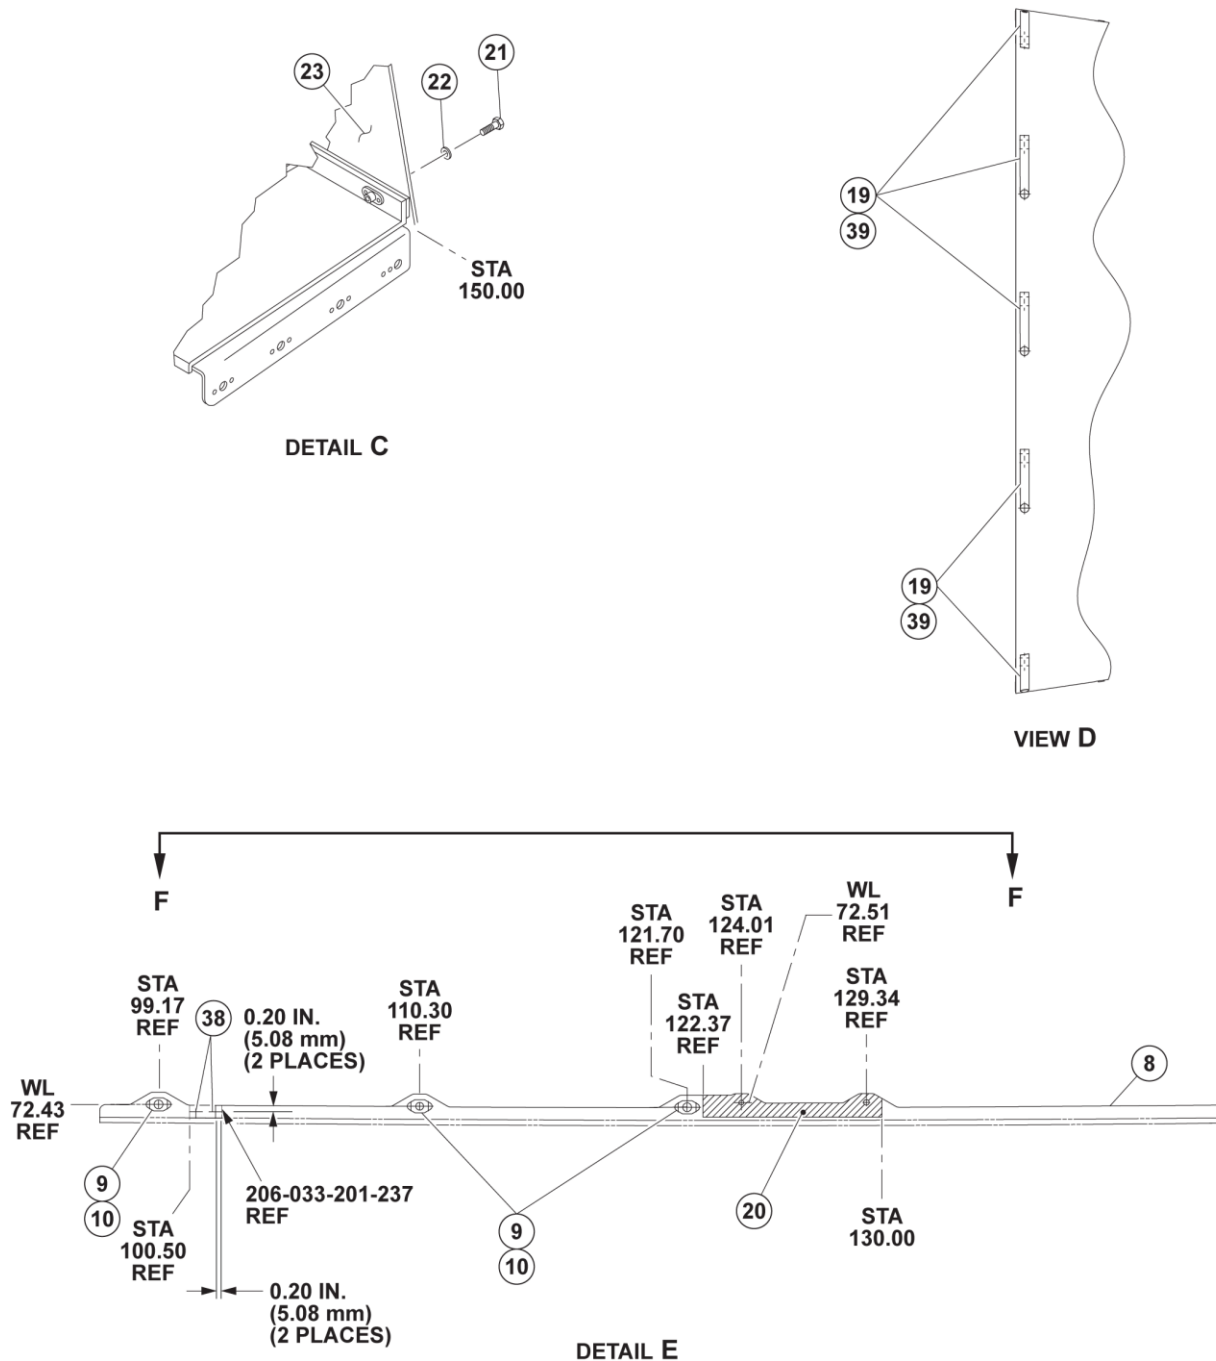 23
22
21
STA
150.00
DETAIL C
19
39
19
39
VIEW D
F
F
STA
99.17
REF
38
0.20 IN.
(5.08 mm)
(2 PLACES)
STA
110.30
REF
STA
121.70
REF
STA
122.37
REF
STA
124.01
REF
WL
72.51
REF
STA
129.34
REF
8
WL
72.43
REF
9
10
STA
100.50
REF
206-033-201-237
REF
0.20 IN.
(5.08 mm)
(2 PLACES)
9
10
20
STA
130.00
DETAIL E